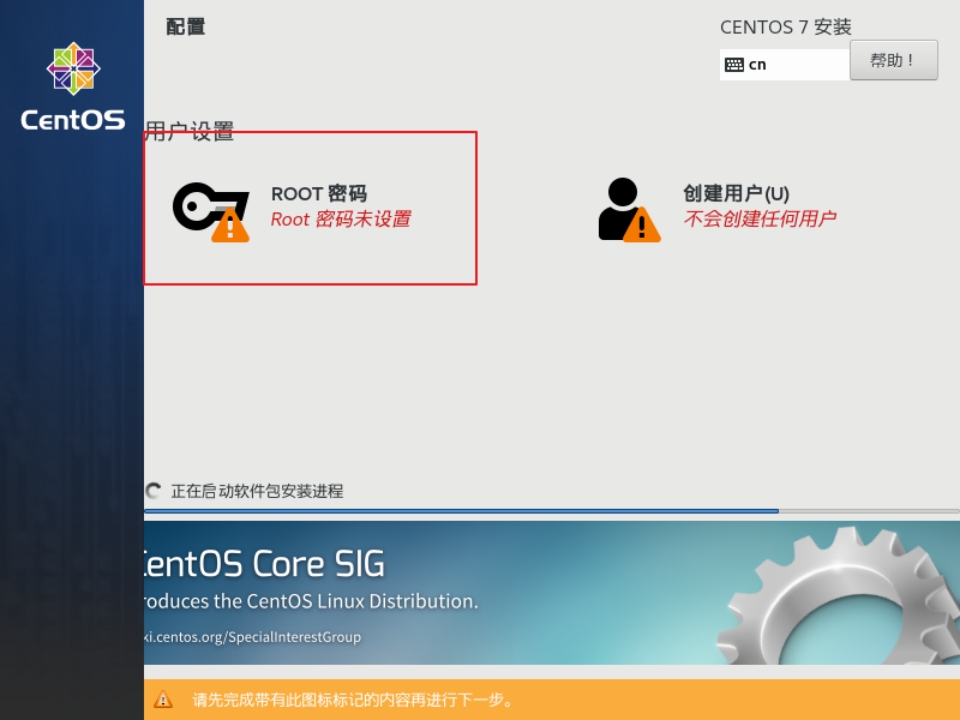 配置
CENTOS 7 安装
cn
帮助！
CentOS
用户设置
ROOT 密码
Root 密码未设置
创建用户(U)
不会创建任何用户
正在启动软件包安装进程
CentOS Core SIG
roduces the CentOS Linux Distribution.
ki.centos.org/SpecialInterestGroup
请先完成带有此图标标记的内容再进行下一步。